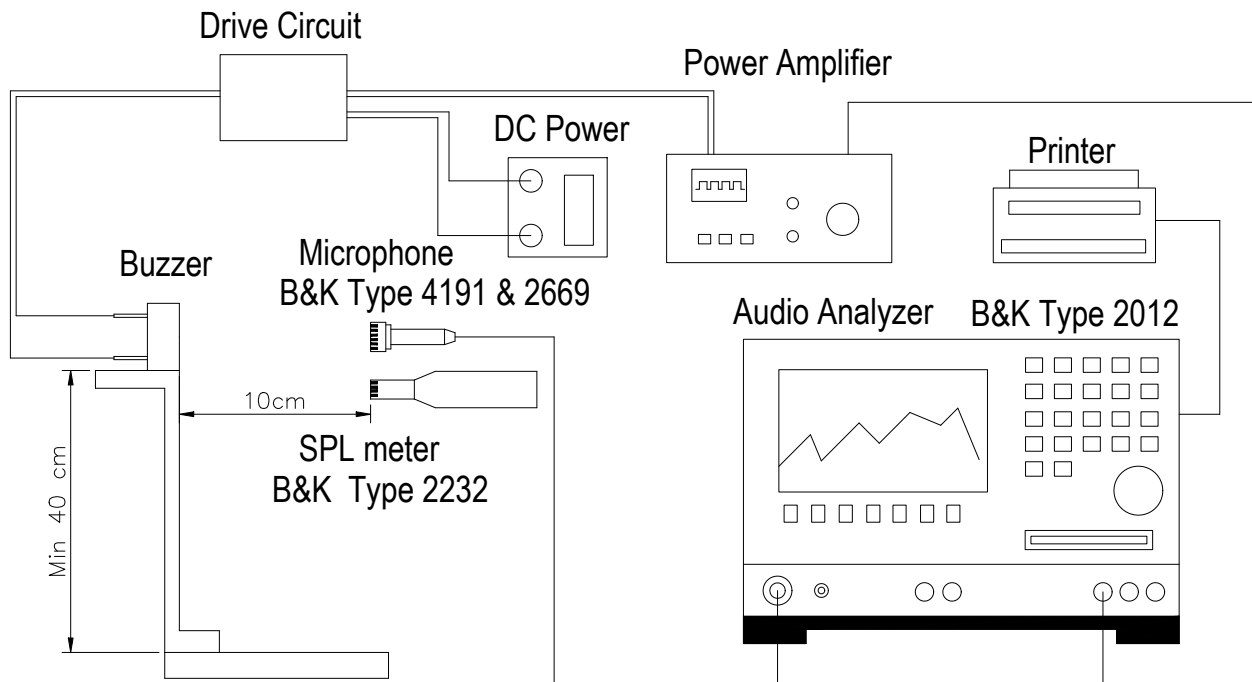 Drive Circuit
Power Amplifier
DC Power
Printer
Microphone
B&K Type 4191 & 2669
Buzzer
Audio Analyzer B&K Type 2012
10cm
SPL meter
B&K Type 2232
Min 40 cm